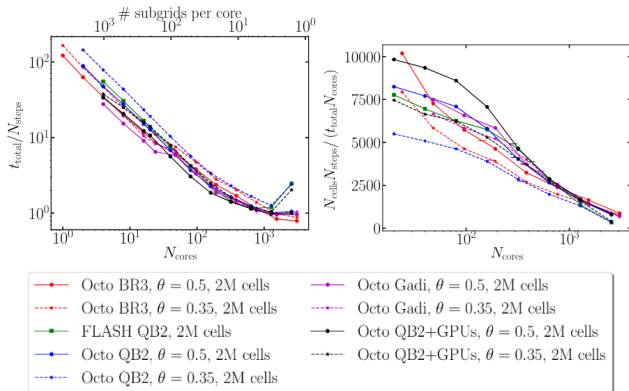 # subgrids per core
10³ 10² 10¹ 10⁰
10² 10¹ 10⁰
t_total/N_steps
10⁰ 10¹ 10² 10³
N_cores
10000 7500 5000 2500 0
N_cells N_steps/(t_total N_cores)
10² 10³
N_cores
Octo BR3, θ = 0.5, 2M cells
Octo BR3, θ = 0.35, 2M cells
FLASH QB2, 2M cells
Octo QB2, θ = 0.5, 2M cells
Octo QB2, θ = 0.35, 2M cells
Octo Gadi, θ = 0.5, 2M cells
Octo Gadi, θ = 0.35, 2M cells
Octo QB2+GPUs, θ = 0.5, 2M cells
Octo QB2+GPUs, θ = 0.35, 2M cells